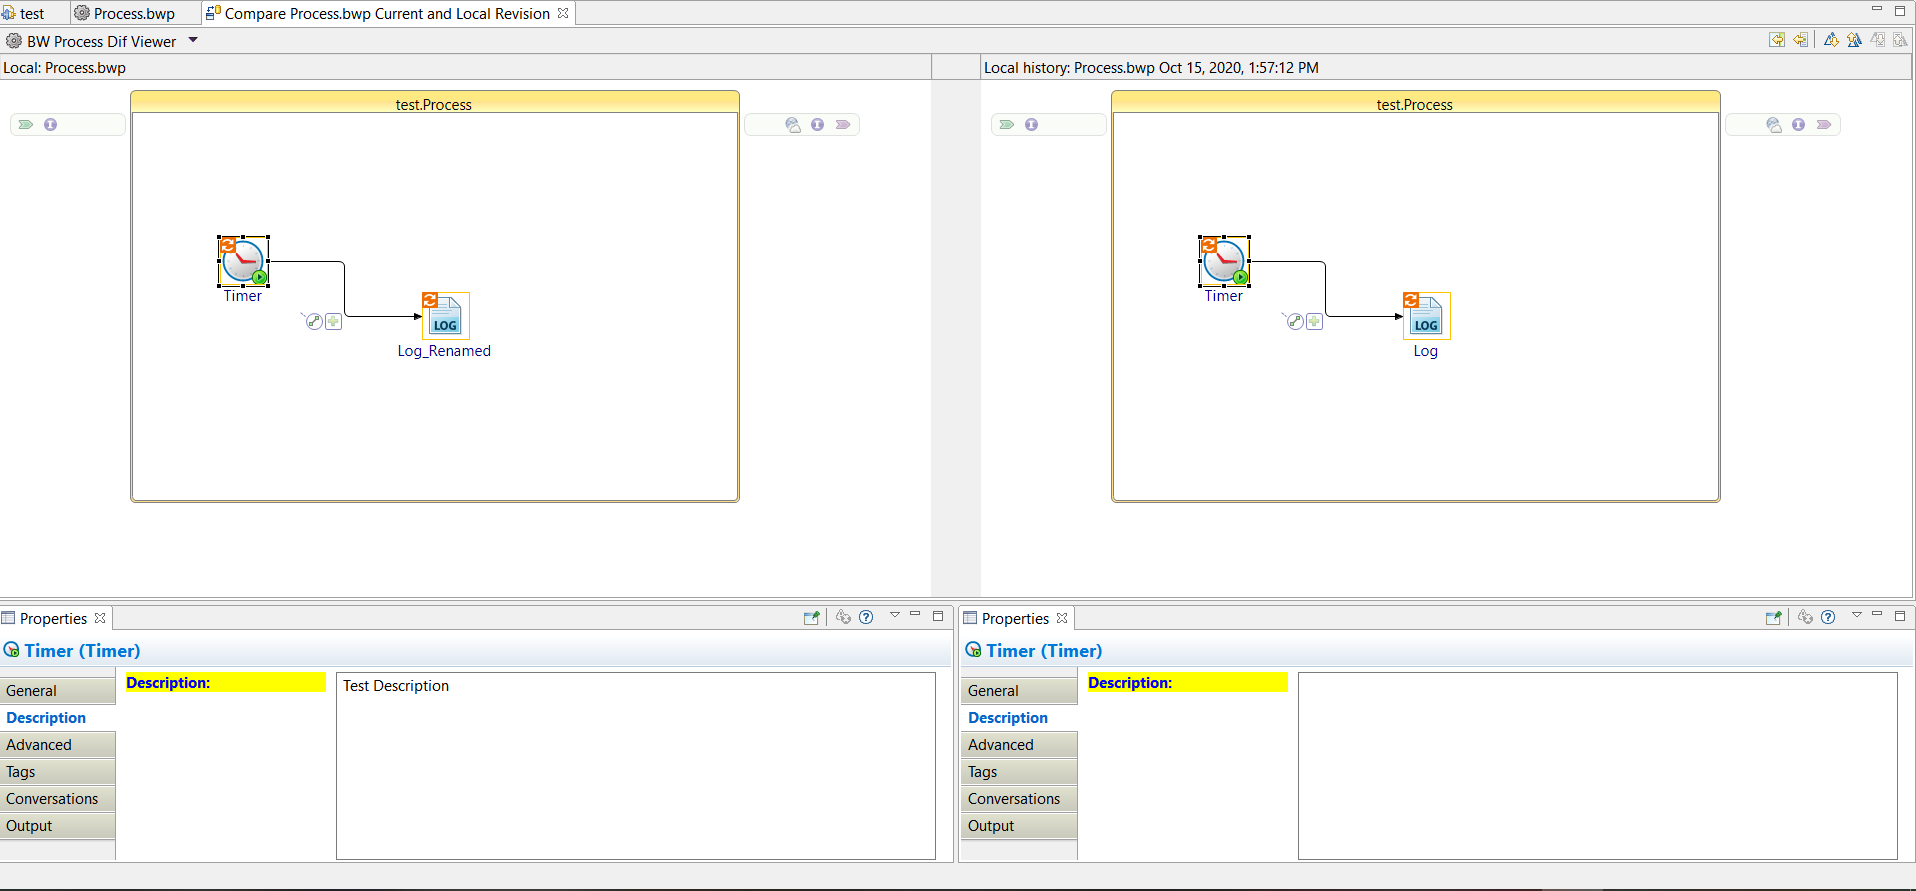 test
Process.bwp
Compare Process.bwp Current and Local Revision
BW Process Dif Viewer
Local: Process.bwp
Local history: Process.bwp Oct 15, 2020, 1:57:12 PM
test.Process
test.Process
Timer
LOG
Log_Renamed
Timer
LOG
Log
Properties
Timer (Timer)
General
Description
Advanced
Tags
Conversations
Output
Description:
Test Description
Properties
Timer (Timer)
General
Description
Advanced
Tags
Conversations
Output
Description: